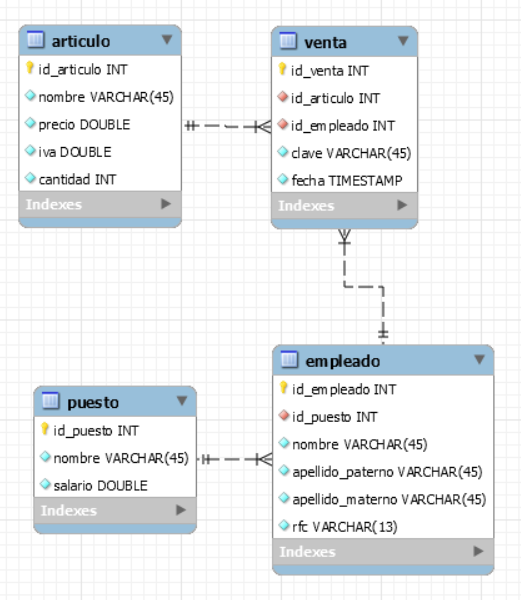 articulo
id_articulo INT
nombre VARCHAR(45)
precio DOUBLE
iva DOUBLE
cantidad INT
Indexes
venta
id_venta INT
id_articulo INT
id_empleado INT
clave VARCHAR(45)
fecha TIMESTAMP
Indexes
puesto
id_puesto INT
nombre VARCHAR(45)
salario DOUBLE
Indexes
empleado
id_empleado INT
id_puesto INT
nombre VARCHAR(45)
apellido_paterno VARCHAR(45)
apellido_materno VARCHAR(45)
rfc VARCHAR(13)
Indexes